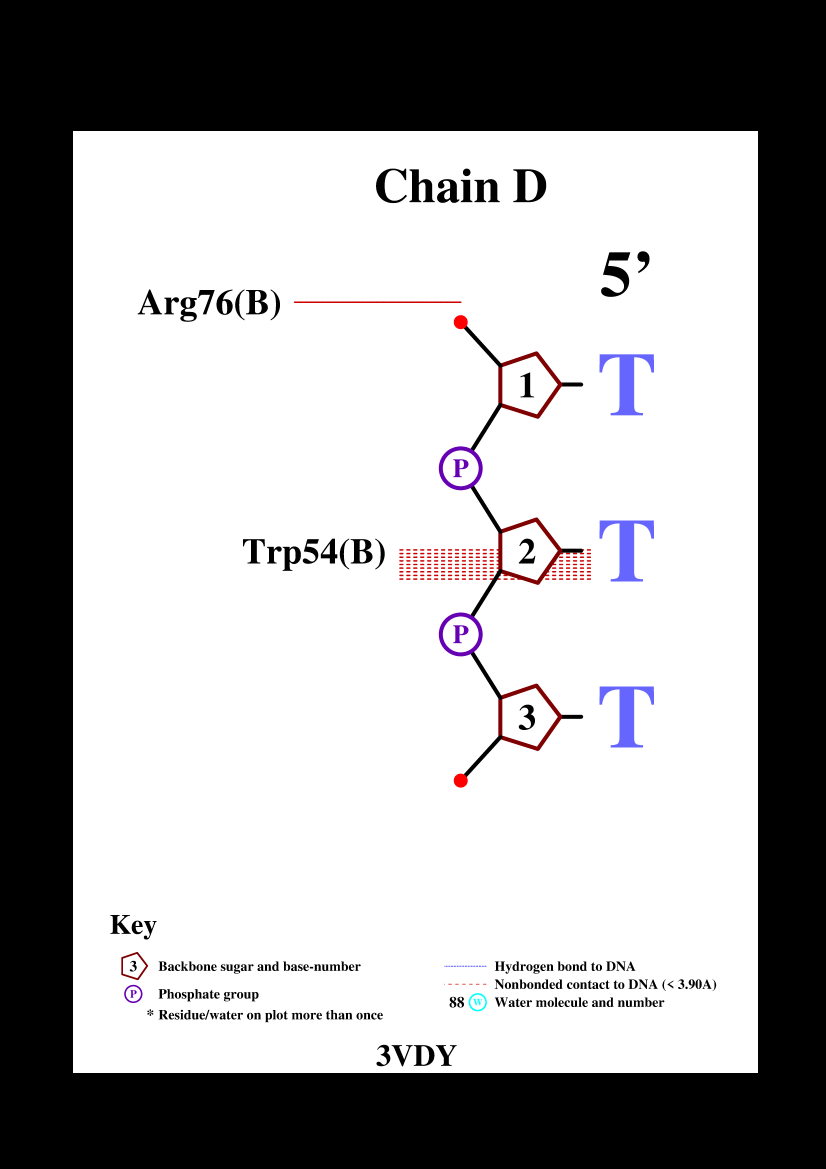 Chain D
5’
Arg76(B)
1 T
P
Trp54(B) 2 T
P
3 T
Key
3 Backbone sugar and base-number
P Phosphate group
* Residue/water on plot more than once
Hydrogen bond to DNA
Nonbonded contact to DNA (< 3.90A)
88 W Water molecule and number
3VDY